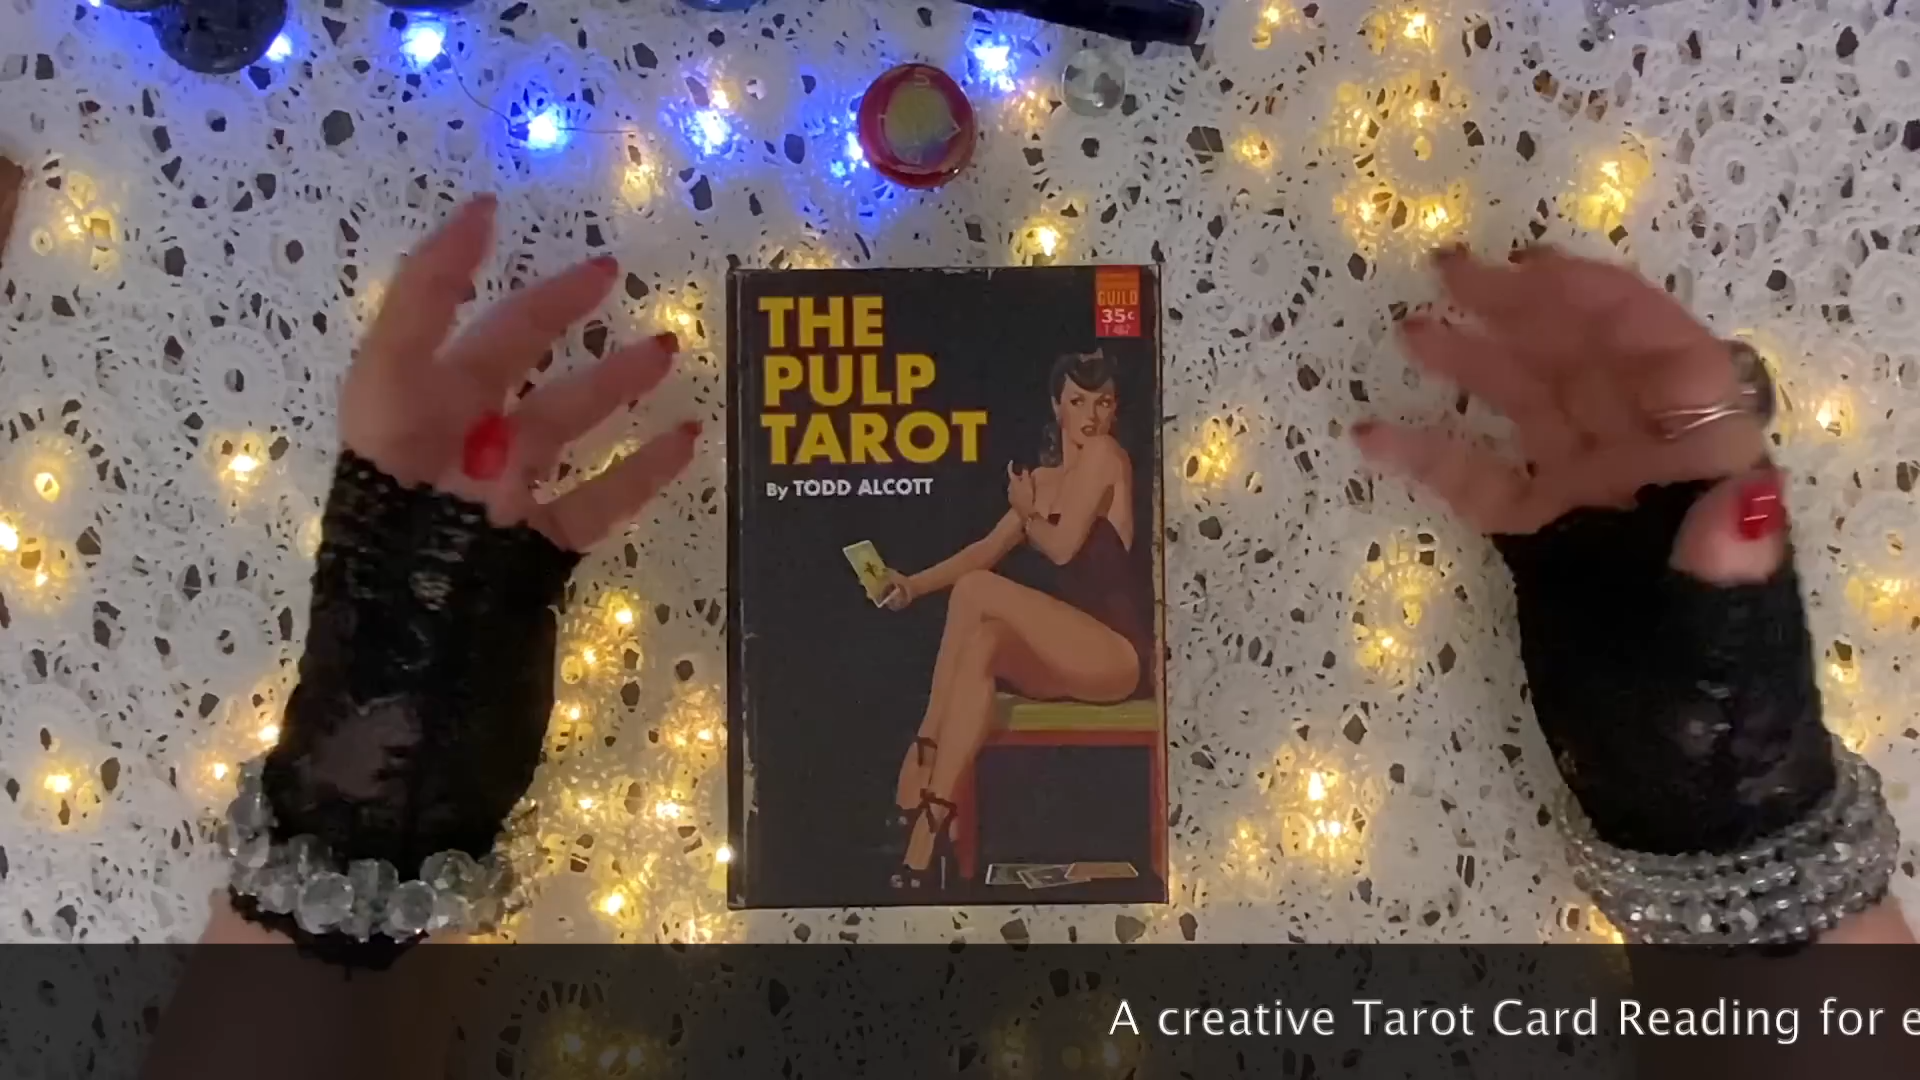 THE
PULP
TAROT
By TODD ALCOTT
GUILD
35¢
A creative Tarot Card Reading for e